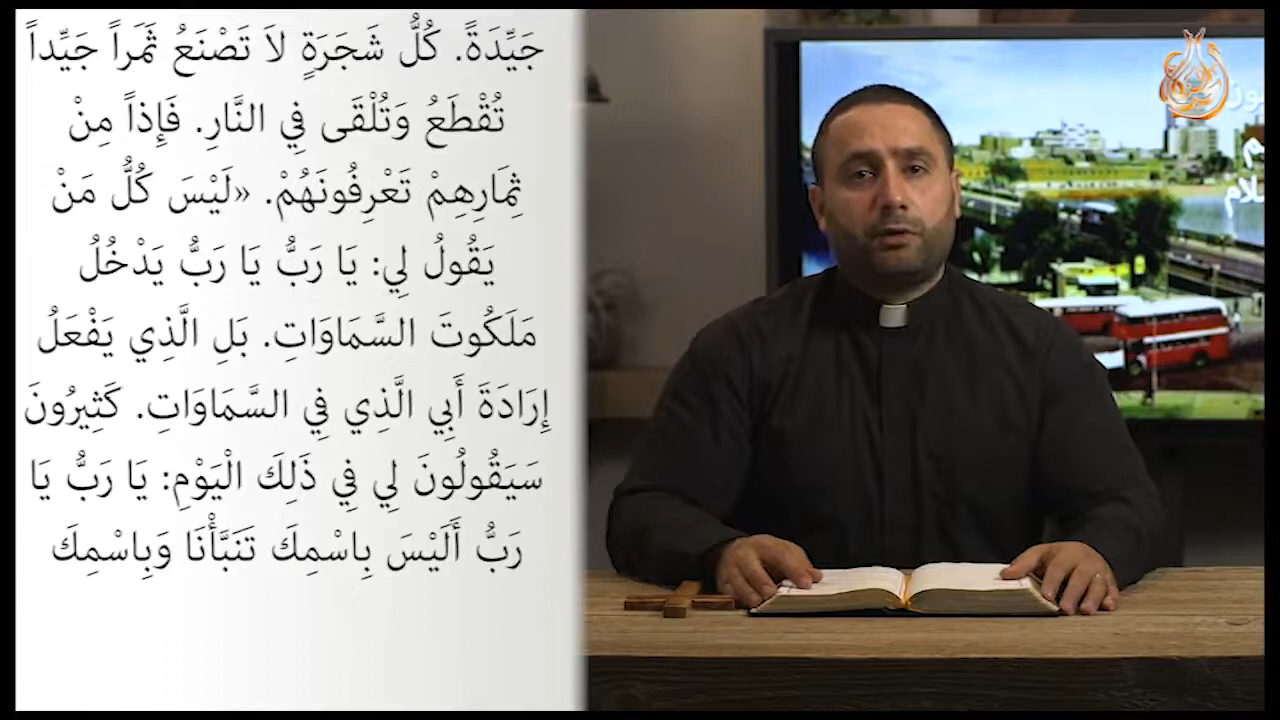 جَيِّدَةً. كُلُّ شَجَرَةٍ لاَ تَصْنَعُ ثَمَراً جَيِّداً
تُقْطَعُ وَتُلْقَى فِي النَّارِ. فَإِذاً مِنْ
ثِمَارِهِمْ تَعْرِفُونَهُمْ. «لَيْسَ كُلُّ مَنْ
يَقُولُ لِي: يَا رَبُّ يَا رَبُّ يَدْخُلُ
مَلَكُوتَ السَّمَاوَاتِ. بَلِ الَّذِي يَفْعَلُ
إِرَادَةَ أَبِي الَّذِي فِي السَّمَاوَاتِ. كَثِيرُونَ
سَيَقُولُونَ لِي فِي ذَلِكَ الْيَوْمِ: يَا رَبُّ يَا
رَبُّ أَلَيْسَ بِاسْمِكَ تَنَبَّأْنَا وَبِاسْمِكَ